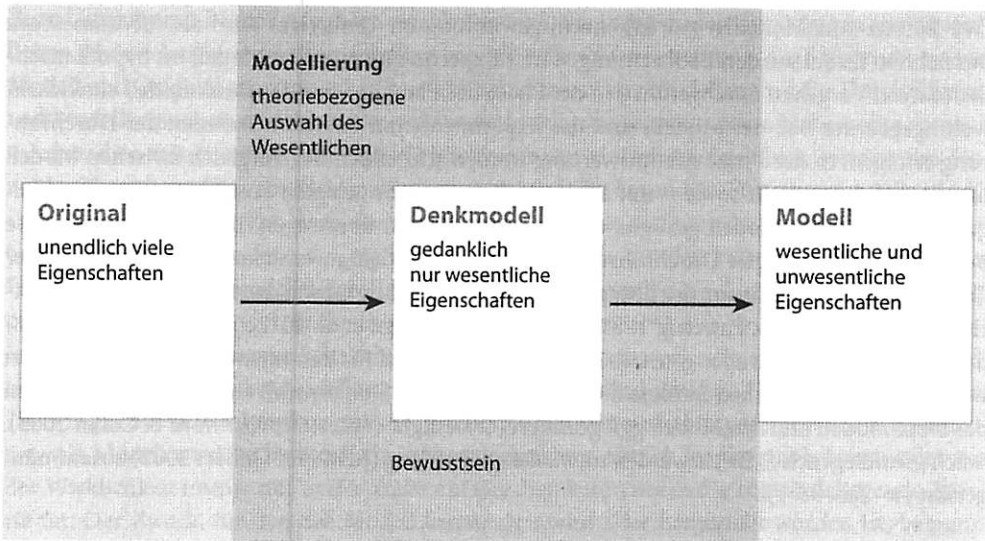 Modellierung
theoriebezogene
Auswahl des
Wesentlichen
Original
unendlich viele
Eigenschaften
Denkmodell
gedanklich
nur wesentliche
Eigenschaften
Modell
wesentliche und
unwesentliche
Eigenschaften
Bewusstsein